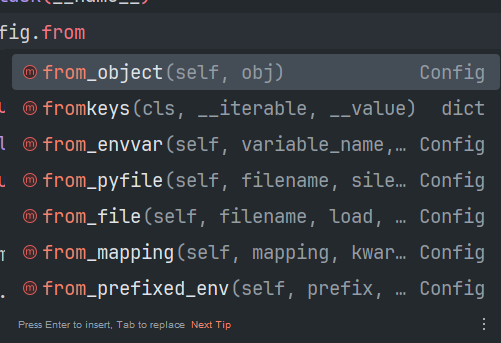 ask(__name__)
fig.from
from_object(self, obj) Config
fromkeys(cls, __iterable, __value) dict
from_envvar(self, variable_name,… Config
from_pyfile(self, filename, sile… Config
from_file(self, filename, load, … Config
from_mapping(self, mapping, kwar… Config
from_prefixed_env(self, prefix, … Config
Press Enter to insert, Tab to replace Next Tip